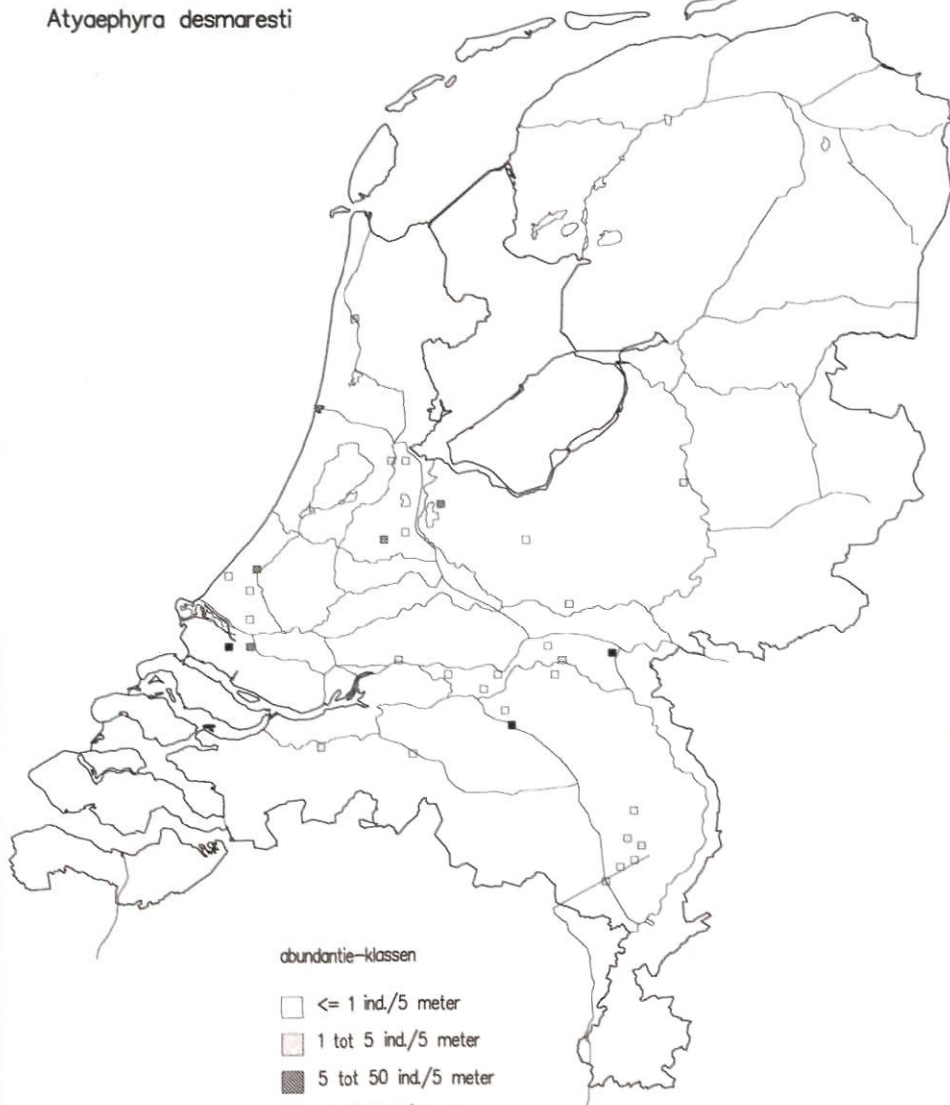 Atyaephyra desmaresti
abundantie-klassen
<= 1 ind./5 meter
1 tot 5 ind./5 meter
5 tot 50 ind./5 meter